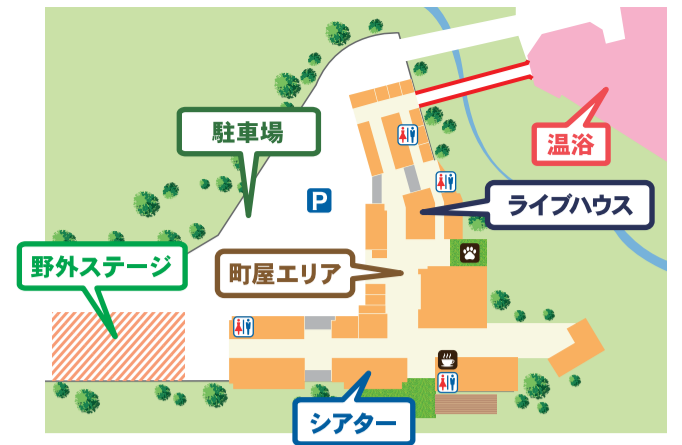 駐車場
温浴
P
ライブハウス
野外ステージ
町屋エリア
シアター